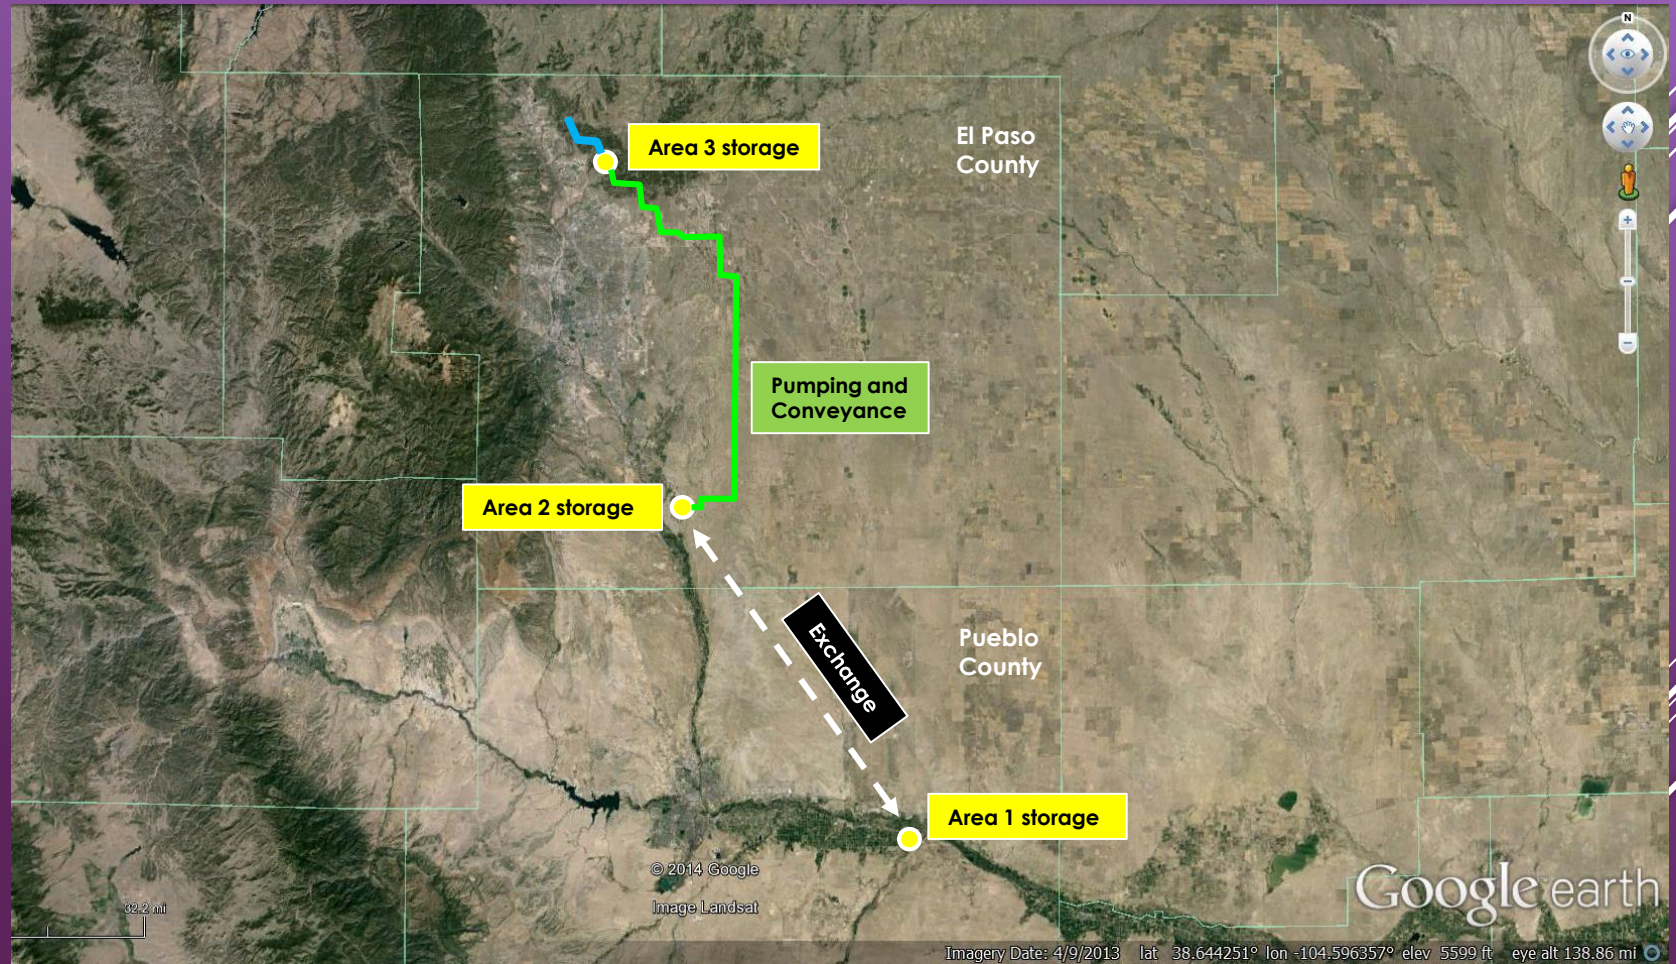 N
Area 3 storage
El Paso
County
Pumping and
Conveyance
Area 2 storage
Exchange
Pueblo
County
Area 1 storage
© 2014 Google
Image Landsat
32.2 mi
Google earth
Imagery Date: 4/9/2013 lat 38.644251° lon -104.596357° elev 5599 ft eye alt 138.86 mi